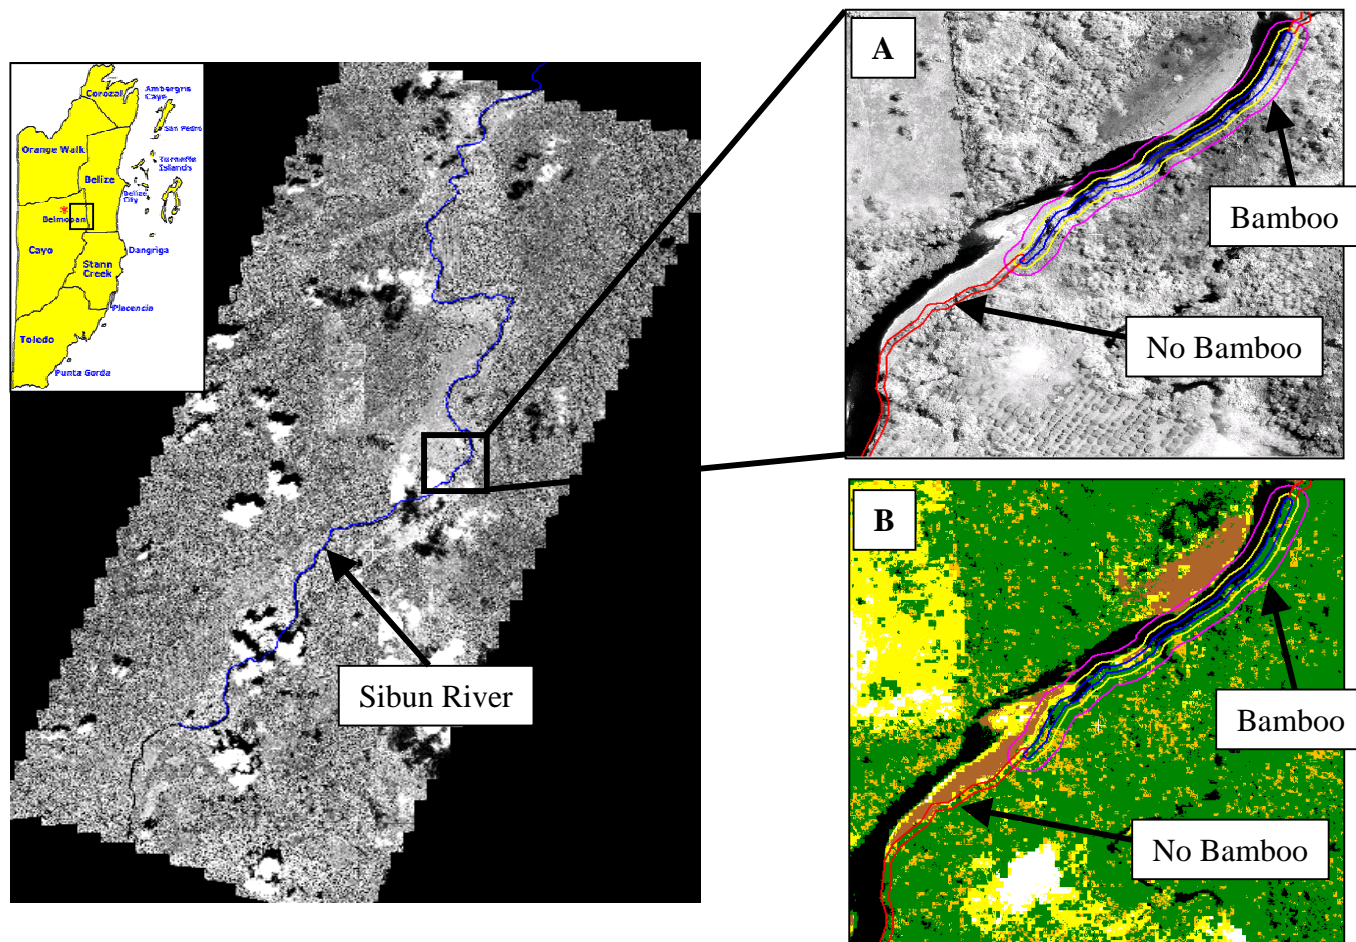 Corozal
Ambergris
Caye
San Pedro
Orange Walk
Turneffe
Islands
Belize
Belize
City
*
Belmopan
Cayo
Dangriga
Stann
Creek
Placencia
Toledo
Punta Gorda
Sibun River
A
Bamboo
No Bamboo
B
Bamboo
No Bamboo